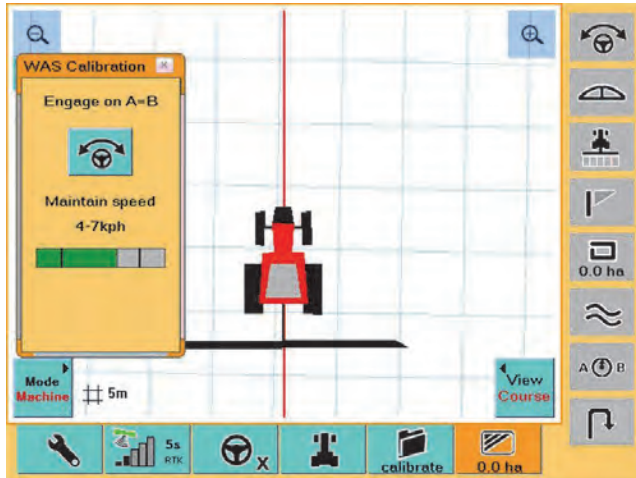 WAS Calibration
Engage on A=B
Maintain speed
4-7kph
0.0 ha
A B
Mode
Machine
5m
View
Course
5s
RTK
X
calibrate
0.0 ha